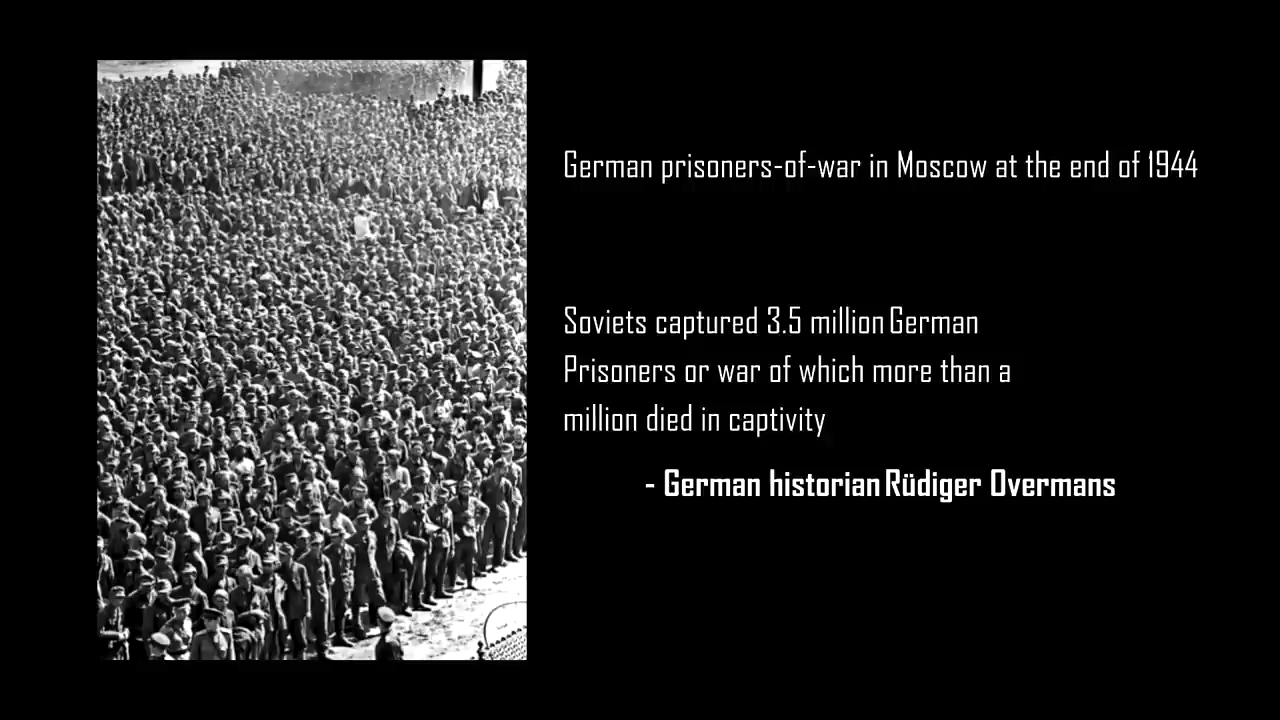 German prisoners-of-war in Moscow at the end of 1944
Soviets captured 3.5 million German
Prisoners or war of which more than a
million died in captivity
- German historian Rüdiger Overmans